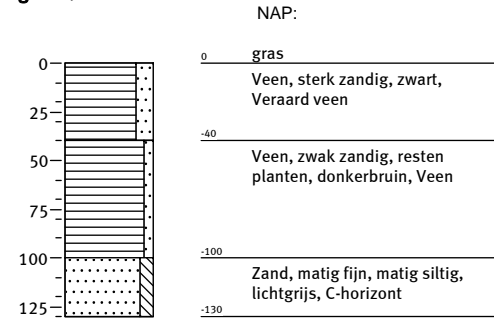 NAP:
0
25
50
75
100
125
0 gras
Veen, sterk zandig, zwart,
Veraard veen
-40
Veen, zwak zandig, resten
planten, donkerbruin, Veen
-100
Zand, matig fijn, matig siltig,
lichtgrijs, C-horizont
-130